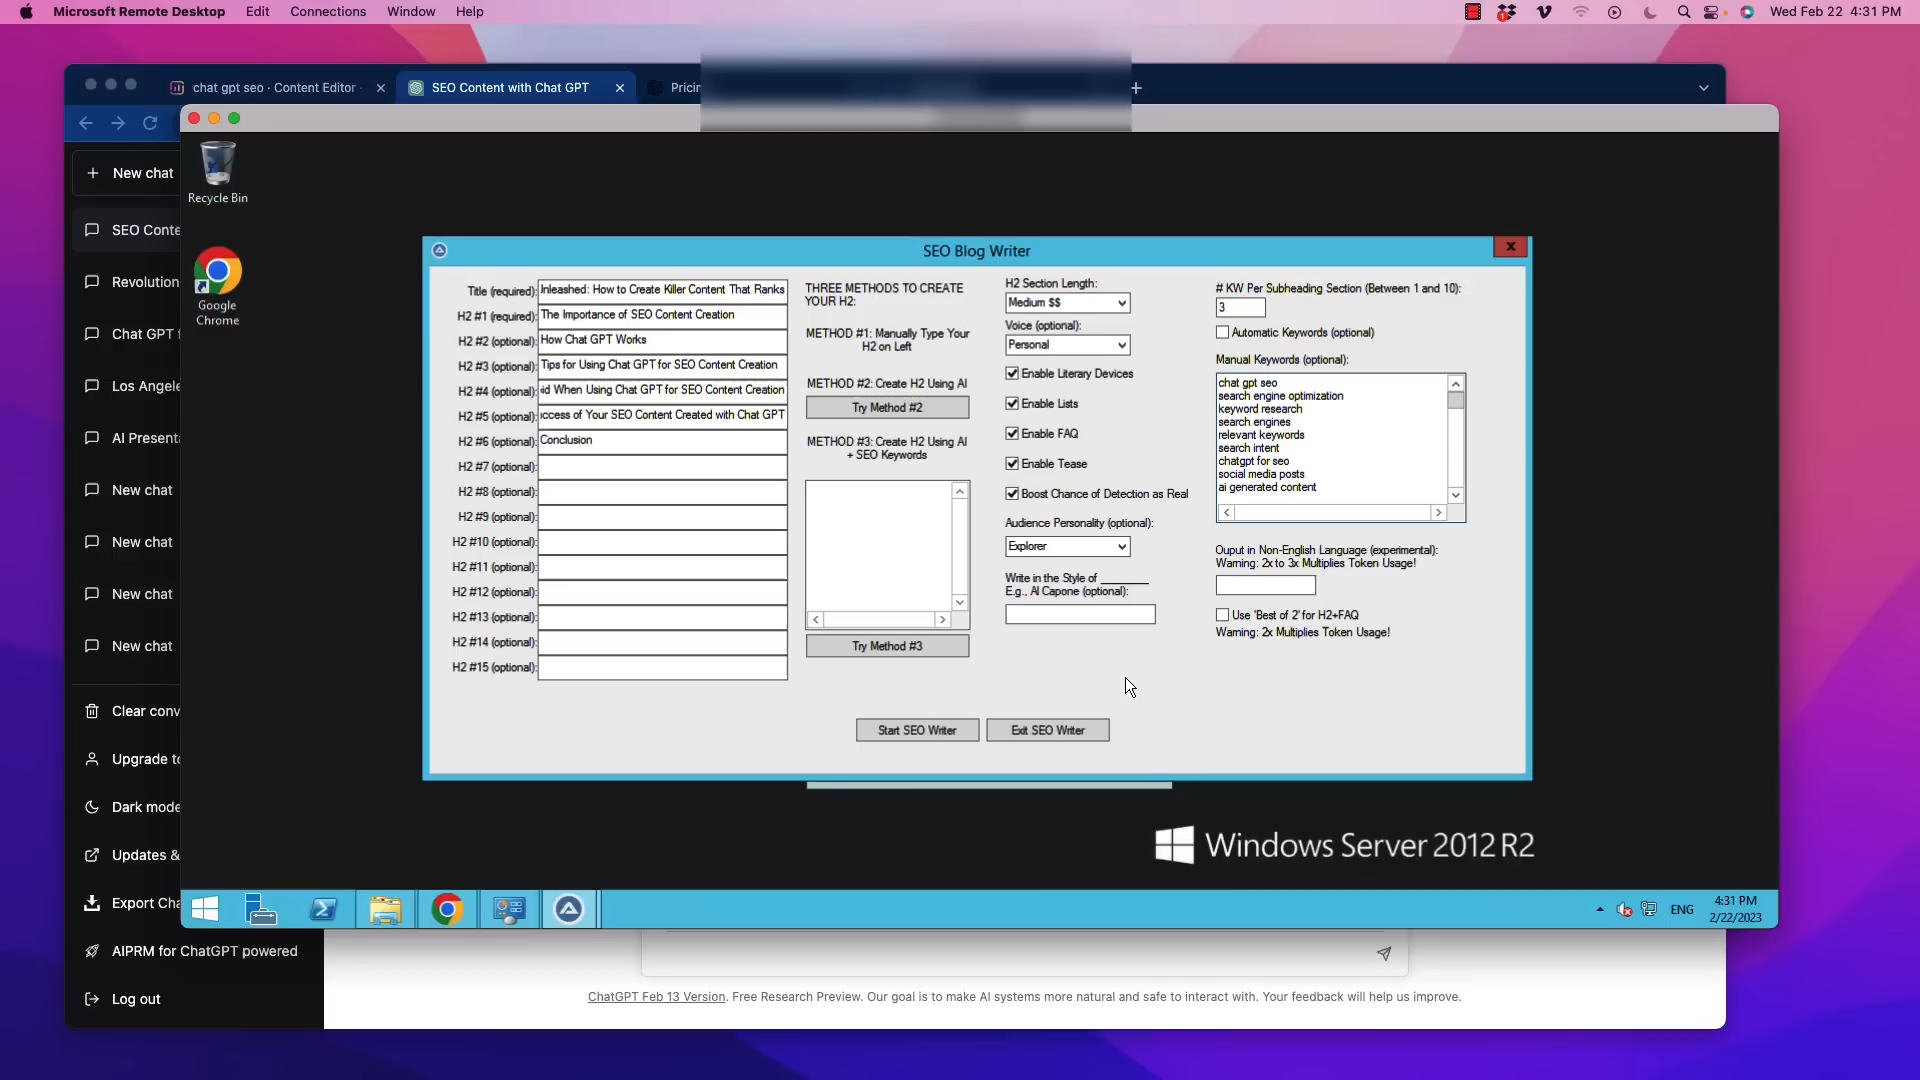 Microsoft Remote Desktop Edit Connections Window Help
1
Wed Feb 22 4:31 PM
chat gpt seo · Content Editor
SEO Content with Chat GPT
New chat
SEO Conte
Revolution
Chat GPT
Los Angele
AI Present
New chat
New chat
New chat
New chat
Clear conv
Upgrade to
Dark mode
Updates &
Export Cha
AIPRM for ChatGPT powered
Log out
Recycle Bin
Google
Chrome
SEO Blog Writer
x
Title (required): Unleashed: How to Create Killer Content That Ranks
H2 #1 (required): The Importance of SEO Content Creation
H2 #2 (optional): How Chat GPT Works
H2 #3 (optional): Tips for Using Chat GPT for SEO Content Creation
H2 #4 (optional): id When Using Chat GPT for SEO Content Creation
H2 #5 (optional): uccess of Your SEO Content Created with Chat GPT
H2 #6 (optional): Conclusion
H2 #7 (optional):
H2 #8 (optional):
H2 #9 (optional):
H2 #10 (optional):
H2 #11 (optional):
H2 #12 (optional):
H2 #13 (optional):
H2 #14 (optional):
H2 #15 (optional):
THREE METHODS TO CREATE
YOUR H2:
METHOD #1: Manually Type Your
H2 on Left
METHOD #2: Create H2 Using AI
Try Method #2
METHOD #3: Create H2 Using AI
+ SEO Keywords
Try Method #3
H2 Section Length:
Medium $$
Voice (optional):
Personal
Enable Literary Devices
Enable Lists
Enable FAQ
Enable Tease
Boost Chance of Detection as Real
Audience Personality (optional):
Explorer
Write in the Style of ________
E.g., Al Capone (optional):
# KW Per Subheading Section (Between 1 and 10):
3
Automatic Keywords (optional)
Manual Keywords (optional):
chat gpt seo
search engine optimization
keyword research
search engines
relevant keywords
search intent
chatgpt for seo
social media posts
ai generated content
Ouput in Non-English Language (experimental):
Warning: 2x to 3x Multiplies Token Usage!
Use 'Best of 2' for H2+FAQ
Warning: 2x Multiplies Token Usage!
Start SEO Writer
Exit SEO Writer
Windows Server 2012 R2
ENG
4:31 PM
2/22/2023
ChatGPT Feb 13 Version. Free Research Preview. Our goal is to make AI systems more natural and safe to interact with. Your feedback will help us improve.